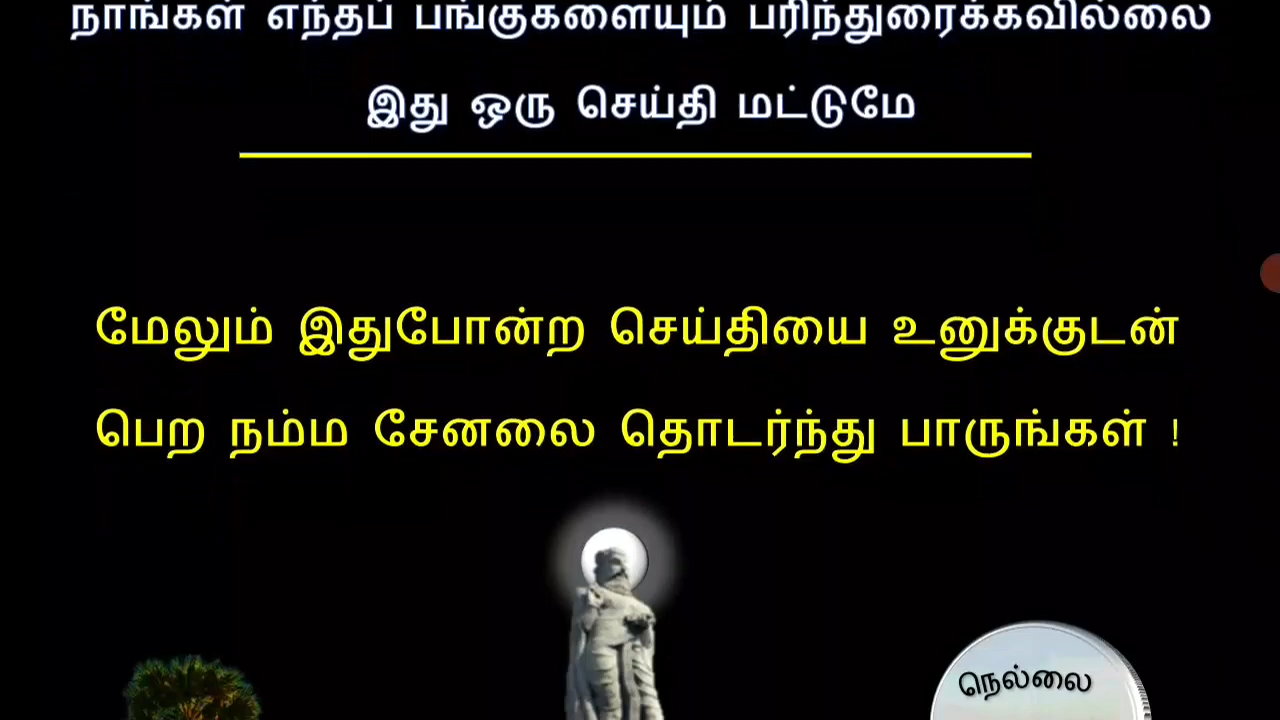 நாங்கள் எந்தப் பங்குகளையும் பரிந்துரைக்கவில்லை
இது ஒரு செய்தி மட்டுமே
மேலும் இதுபோன்ற செய்தியை உனுக்குடன்
பெற நம்ம சேனலை தொடர்ந்து பாருங்கள் !
நெல்லை